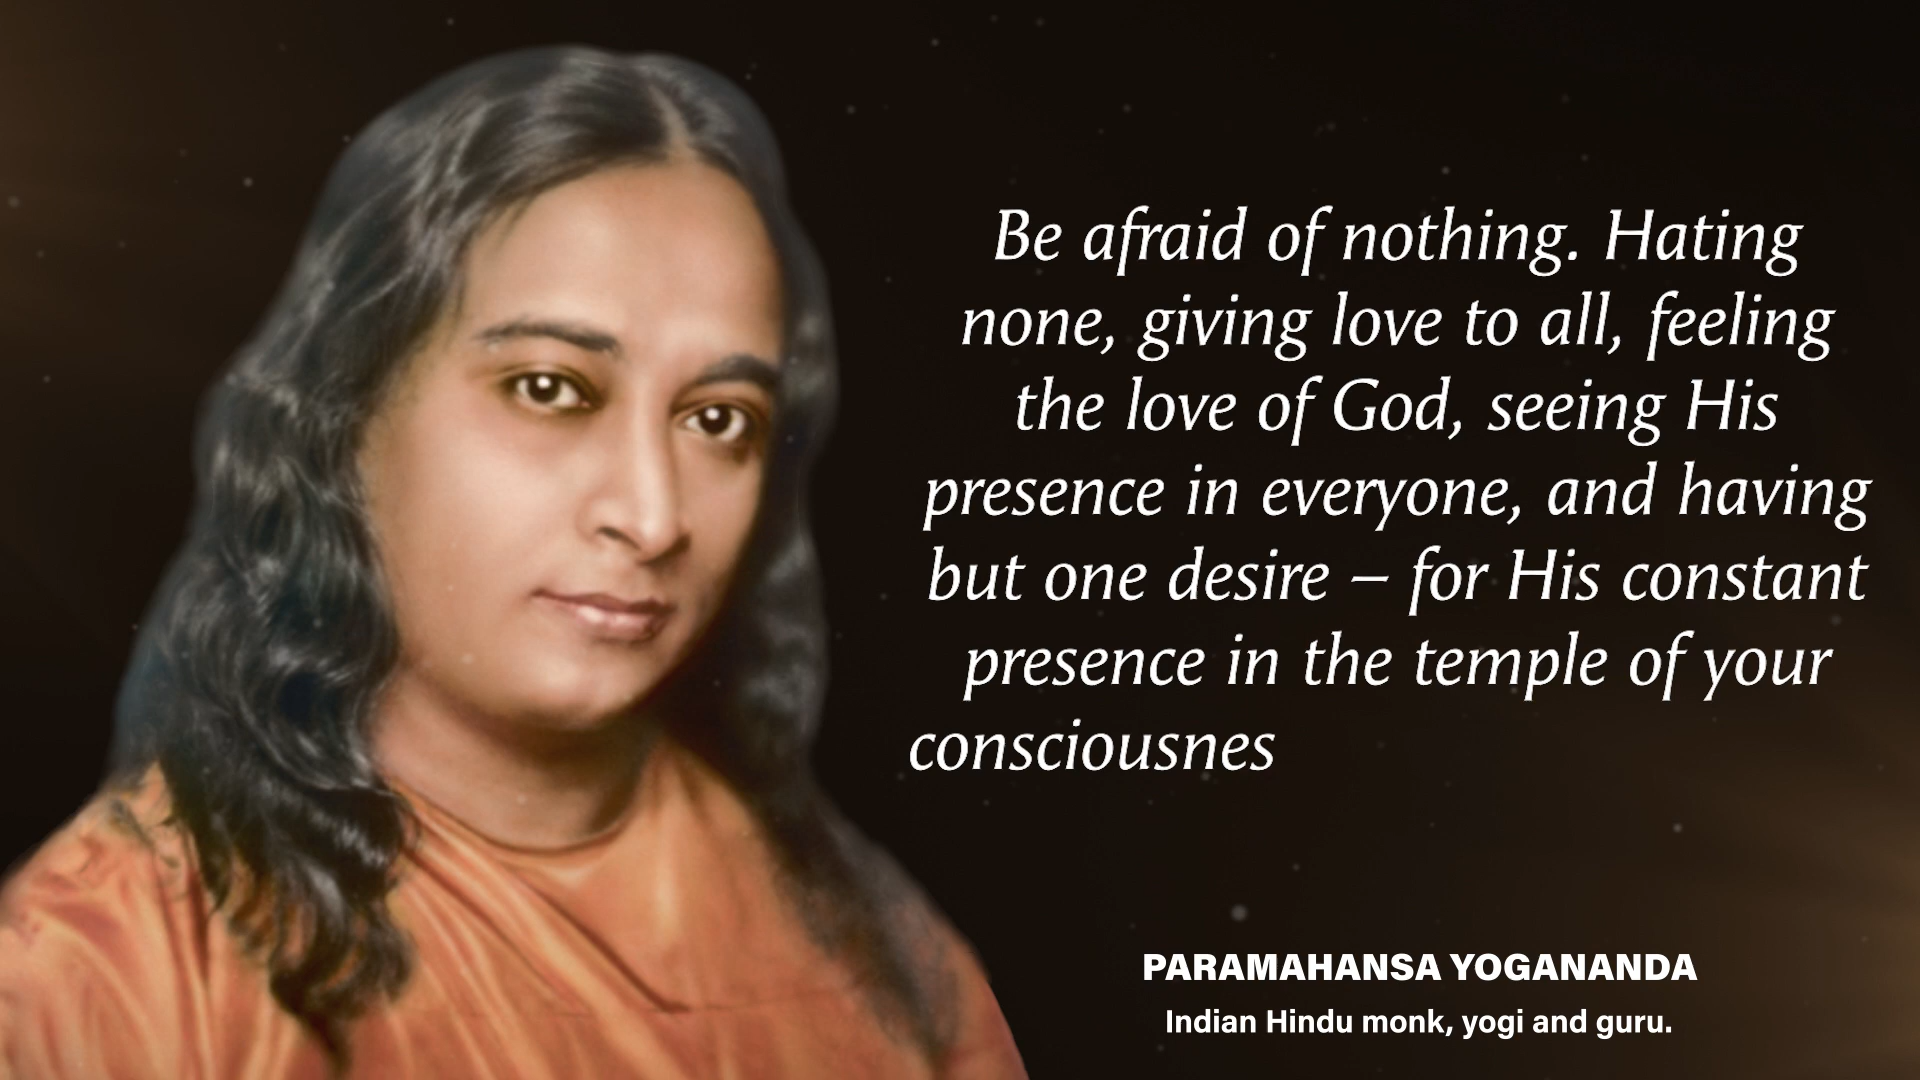 Be afraid of nothing. Hating
none, giving love to all, feeling
the love of God, seeing His
presence in everyone, and having
but one desire – for His constant
presence in the temple of your
consciousnes
PARAMAHANSA YOGANANDA
Indian Hindu monk, yogi and guru.